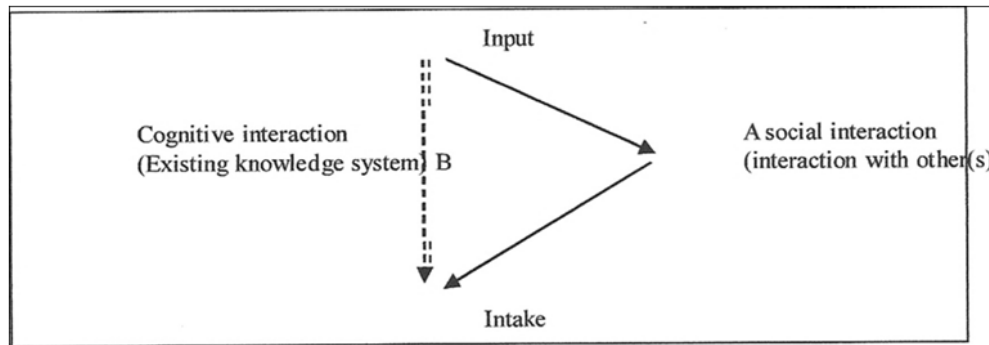 Input
Cognitive interaction
(Existing knowledge system) B
A social interaction
(interaction with other(s)
Intake